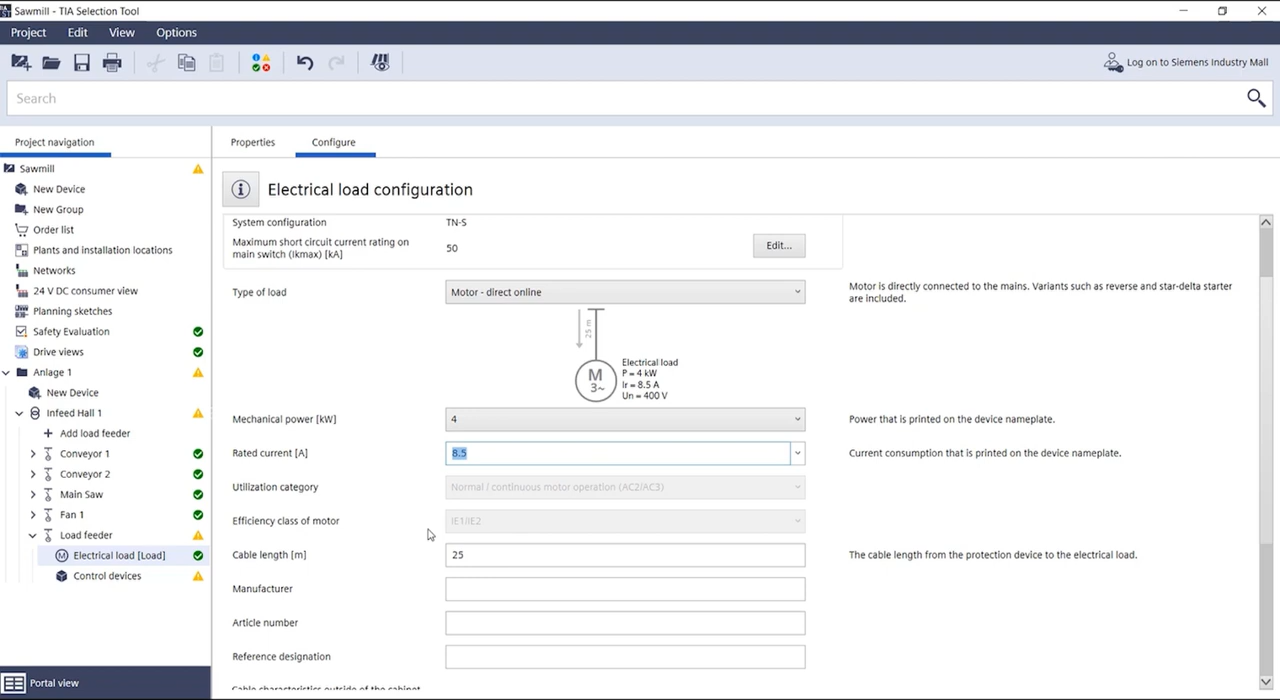 Sawmill - TIA Selection Tool
Project Edit View Options
Log on to Siemens Industry Mall
Search
Project navigation
Sawmill
New Device
New Group
Order list
Plants and installation locations
Networks
24 V DC consumer view
Planning sketches
Safety Evaluation
Drive views
Anlage 1
New Device
Infeed Hall 1
Add load feeder
Conveyor 1
Conveyor 2
Main Saw
Fan 1
Load feeder
Electrical load [Load]
Control devices
Portal view
Properties Configure
Electrical load configuration
System configuration TN-S
Maximum short circuit current rating on
main switch (Ikmax) [kA] 50 Edit...
Type of load Motor - direct online Motor is directly connected to the mains. Variants such as reverse and star-delta starter
are included.
25 m
M
3~
Electrical load
P = 4 kW
Ir = 8.5 A
Un = 400 V
Mechanical power [kW] 4 Power that is printed on the device nameplate.
Rated current [A] 8.5 Current consumption that is printed on the device nameplate.
Utilization category Normal / continuous motor operation (AC2/AC3)
Efficiency class of motor IE1/IE2
Cable length [m] 25 The cable length from the protection device to the electrical load.
Manufacturer
Article number
Reference designation
Cable characteristics outside of the cabinet